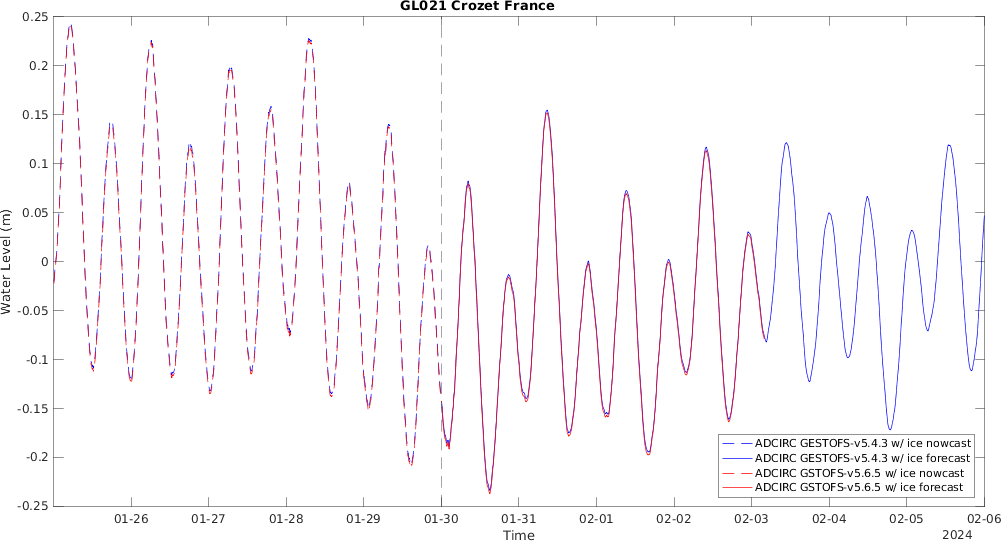 GL021 Crozet France
0.25
0.2
0.15
0.1
0.05
0
-0.05
-0.1
-0.15
-0.2
-0.25
Water Level (m)
ADCIRC GESTOFS-v5.4.3 w/ ice nowcast
ADCIRC GESTOFS-v5.4.3 w/ ice forecast
ADCIRC GSTOFS-v5.6.5 w/ ice nowcast
ADCIRC GSTOFS-v5.6.5 w/ ice forecast
01-26 01-27 01-28 01-29 01-30 01-31 02-01 02-02 02-03 02-04 02-05 02-06
Time
2024